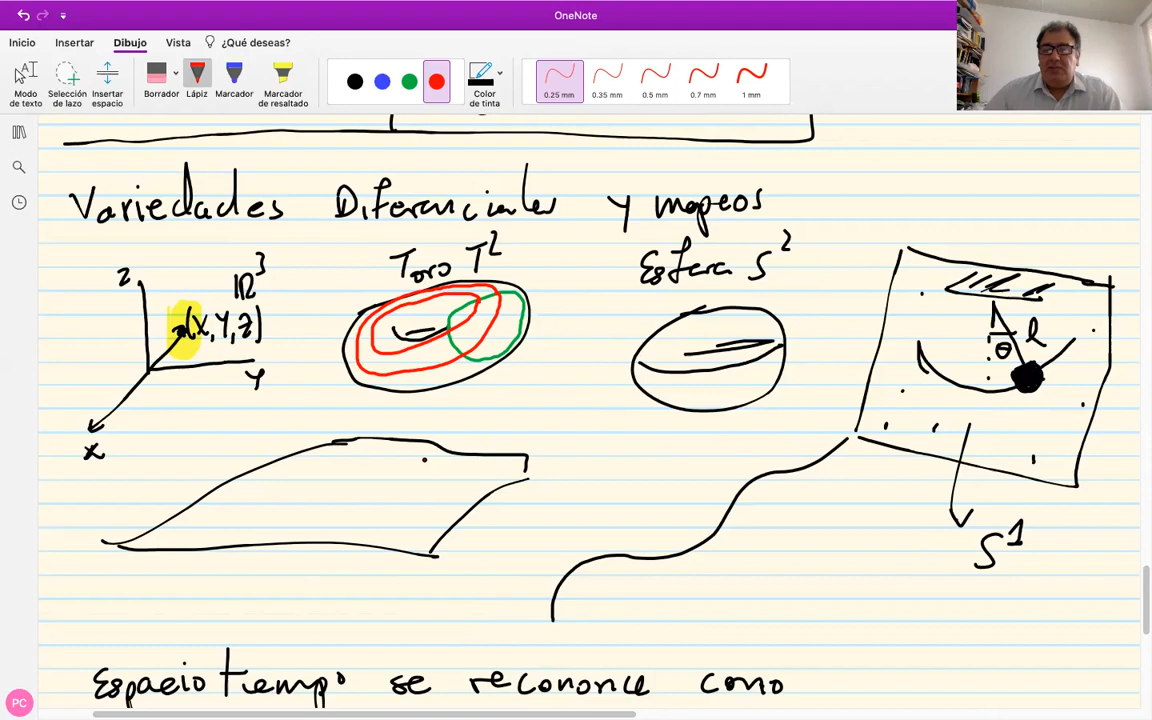 OneNote
Inicio Insertar Dibujo Vista ¿Qué deseas?
Modo de texto
Selección de lazo
Insertar espacio
Borrador
Lápiz
Marcador
Marcador de resaltado
Color de tinta
0.25 mm 0.35 mm 0.5 mm 0.7 mm 1 mm
Variedades Diferenciales y mapeos
Z
ℝ³
(X,Y,Z)
Y
X
Toro T²
Esfera S²
θ
l
S¹
Espacio tiempo se recononce como
PC